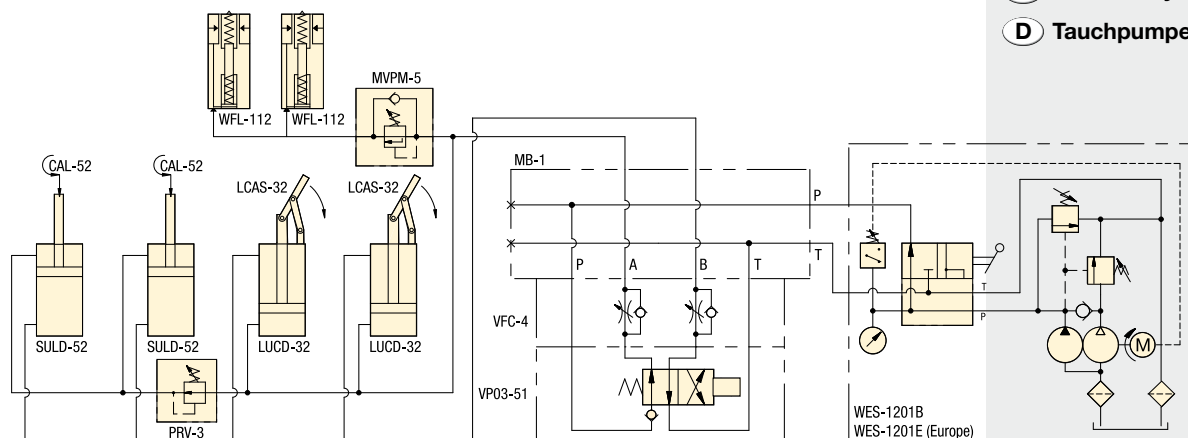 D Tauchpumpe
MVPM-5
WFL-112 WFL-112
MB-1
CAL-52 CAL-52 LCAS-32 LCAS-32
P
T
P A B T
T
P
VFC-4
SULD-52 SULD-52 LUCD-32 LUCD-32
M
VP03-51
PRV-3
WES-1201B
WES-1201E (Europe)